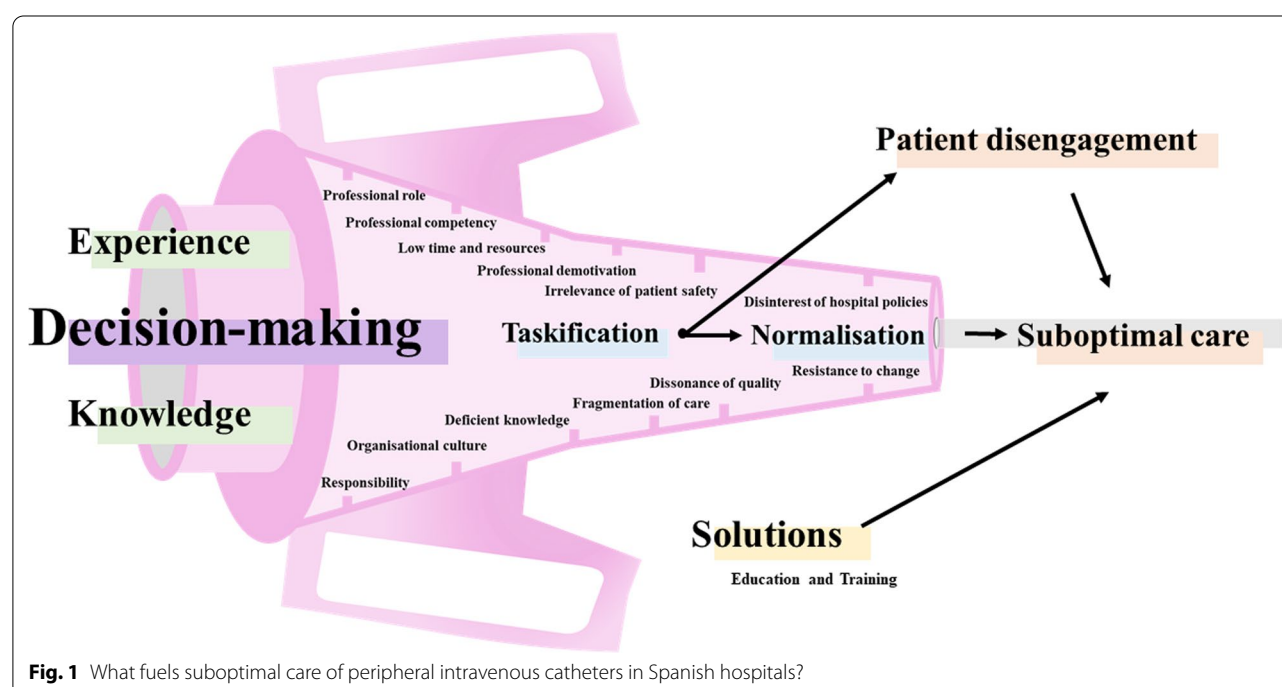 Patient disengagement
Professional role
Professional competency
Experience
Low time and resources
Professional demotivation
Irrelevance of patient safety
Disinterest of hospital policies
Decision-making
Taskification
Normalisation
Suboptimal care
Resistance to change
Dissonance of quality
Fragmentation of care
Knowledge
Deficient knowledge
Organisational culture
Responsibility
Solutions
Education and Training
Fig. 1 What fuels suboptimal care of peripheral intravenous catheters in Spanish hospitals?